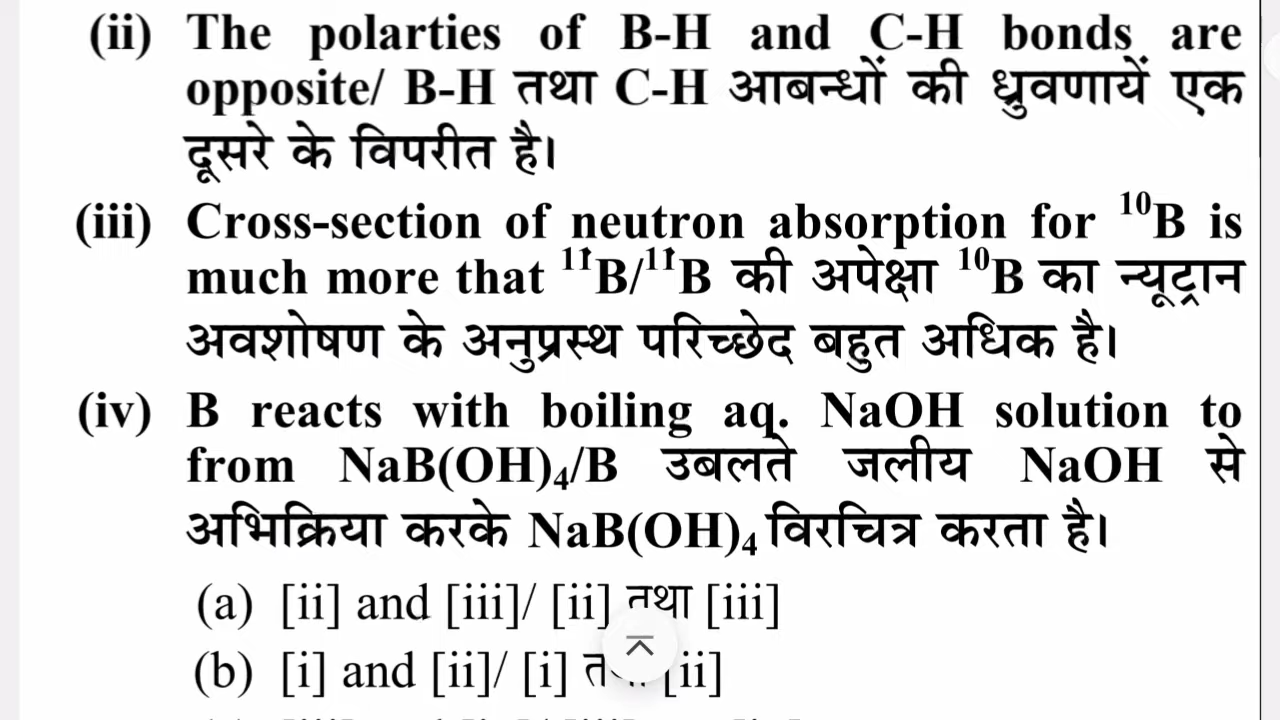 (ii) The polarties of B-H and C-H bonds are
opposite/ B-H तथा C-H आबन्धों की ध्रुवणायें एक
दूसरे के विपरीत है।
(iii) Cross-section of neutron absorption for ¹⁰B is
much more that ¹¹B/¹¹B की अपेक्षा ¹⁰B का न्यूट्रान
अवशोषण के अनुप्रस्थ परिच्छेद बहुत अधिक है।
(iv) B reacts with boiling aq. NaOH solution to
from NaB(OH)₄/B उबलते जलीय NaOH से
अभिक्रिया करके NaB(OH)₄ विरचित्र करता है।
(a) [ii] and [iii]/ [ii] तथा [iii]
(b) [i] and [ii]/ [i] [ii]